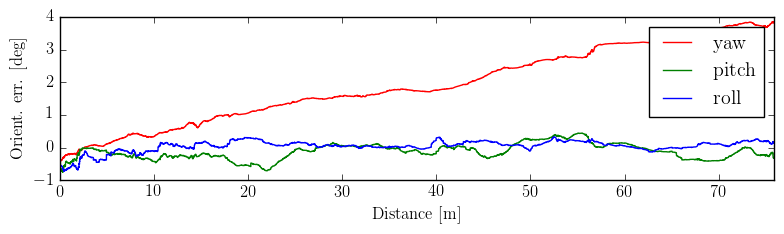 Orient. err. [deg]
4
3
2
1
0
−1
0 10 20 30 40 50 60 70
Distance [m]
yaw
pitch
roll